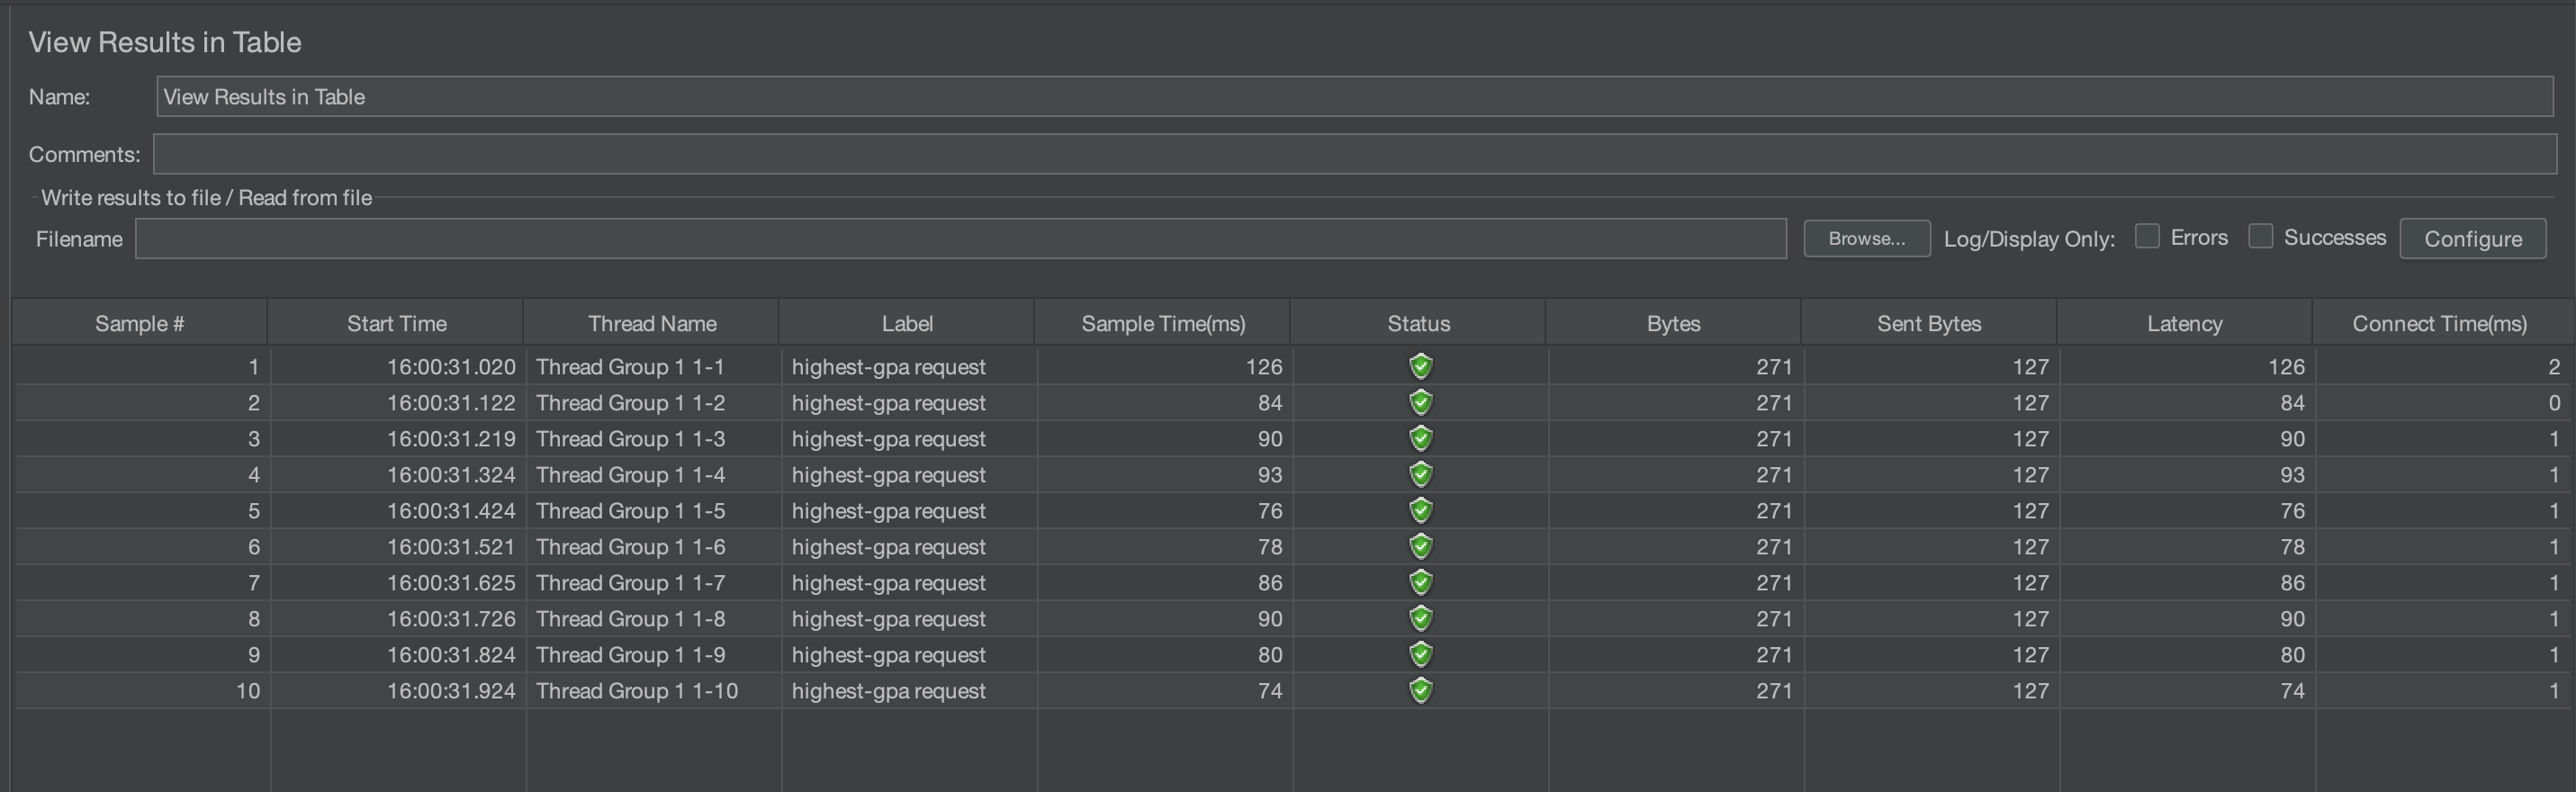 View Results in Table
Name: View Results in Table
Comments:
Write results to file / Read from file
Filename Browse... Log/Display Only: Errors Successes Configure
Sample # Start Time Thread Name Label Sample Time(ms) Status Bytes Sent Bytes Latency Connect Time(ms)
1 16:00:31.020 Thread Group 1 1-1 highest-gpa request 126 271 127 126 2
2 16:00:31.122 Thread Group 1 1-2 highest-gpa request 84 271 127 84 0
3 16:00:31.219 Thread Group 1 1-3 highest-gpa request 90 271 127 90 1
4 16:00:31.324 Thread Group 1 1-4 highest-gpa request 93 271 127 93 1
5 16:00:31.424 Thread Group 1 1-5 highest-gpa request 76 271 127 76 1
6 16:00:31.521 Thread Group 1 1-6 highest-gpa request 78 271 127 78 1
7 16:00:31.625 Thread Group 1 1-7 highest-gpa request 86 271 127 86 1
8 16:00:31.726 Thread Group 1 1-8 highest-gpa request 90 271 127 90 1
9 16:00:31.824 Thread Group 1 1-9 highest-gpa request 80 271 127 80 1
10 16:00:31.924 Thread Group 1 1-10 highest-gpa request 74 271 127 74 1